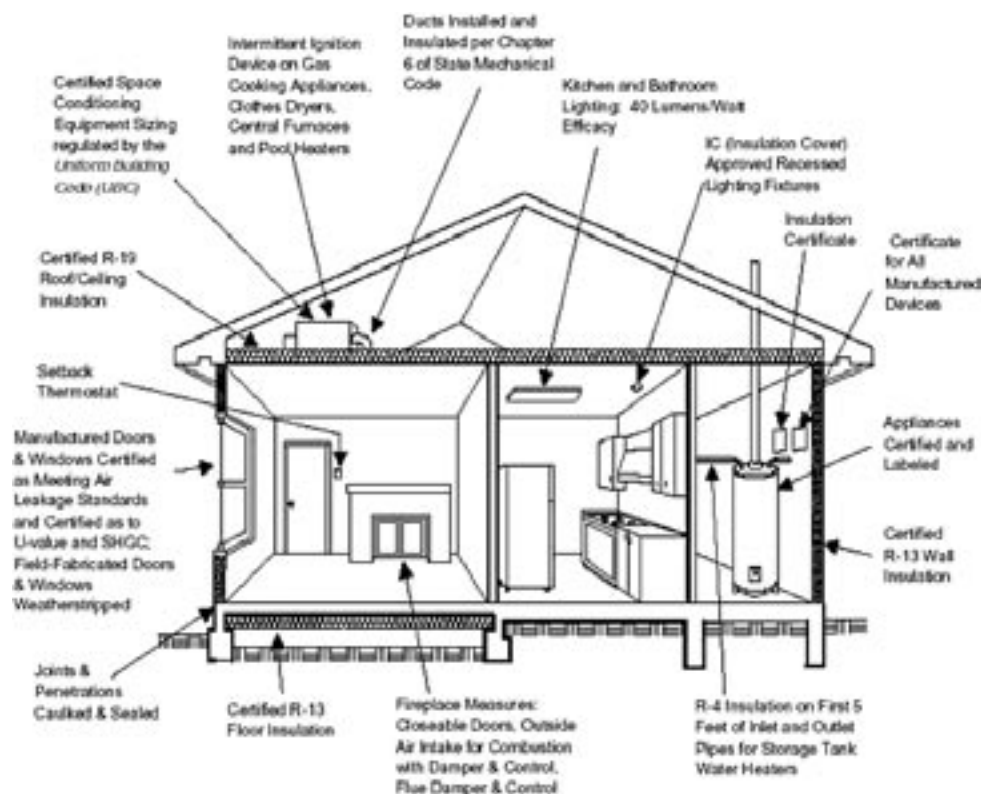 Ducts Installed and
Insulated per Chapter
6 of State Mechanical
Code
Intermittent Ignition
Device on Gas
Cooking Appliances,
Clothes Dryers,
Central Furnaces
and Pool Heaters
Certified Space
Conditioning
Equipment Sizing
regulated by the
Uniform Building
Code (UBC)
Kitchen and Bathroom
Lighting: 40 Lumens/Watt
Efficacy
IC (Insulation Cover)
Approved Recessed
Lighting Fixtures
Insulation
Certificate
Certificate
for All
Manufactured
Devices
Certified R-19
Roof/Ceiling
Insulation
Setback
Thermostat
Manufactured Doors
& Windows Certified
as Meeting Air
Leakage Standards
and Certified as to
U-value and SHGC;
Field-Fabricated Doors
& Windows
Weatherstripped
Appliances
Certified and
Labeled
Certified
R-13 Wall
Insulation
Joints &
Penetrations
Caulked & Sealed
Certified R-13
Floor Insulation
Fireplace Measures:
Closeable Doors, Outside
Air Intake for Combustion
with Damper & Control,
Flue Damper & Control
R-4 Insulation on First 5
Feet of Inlet and Outlet
Pipes for Storage Tank
Water Heaters